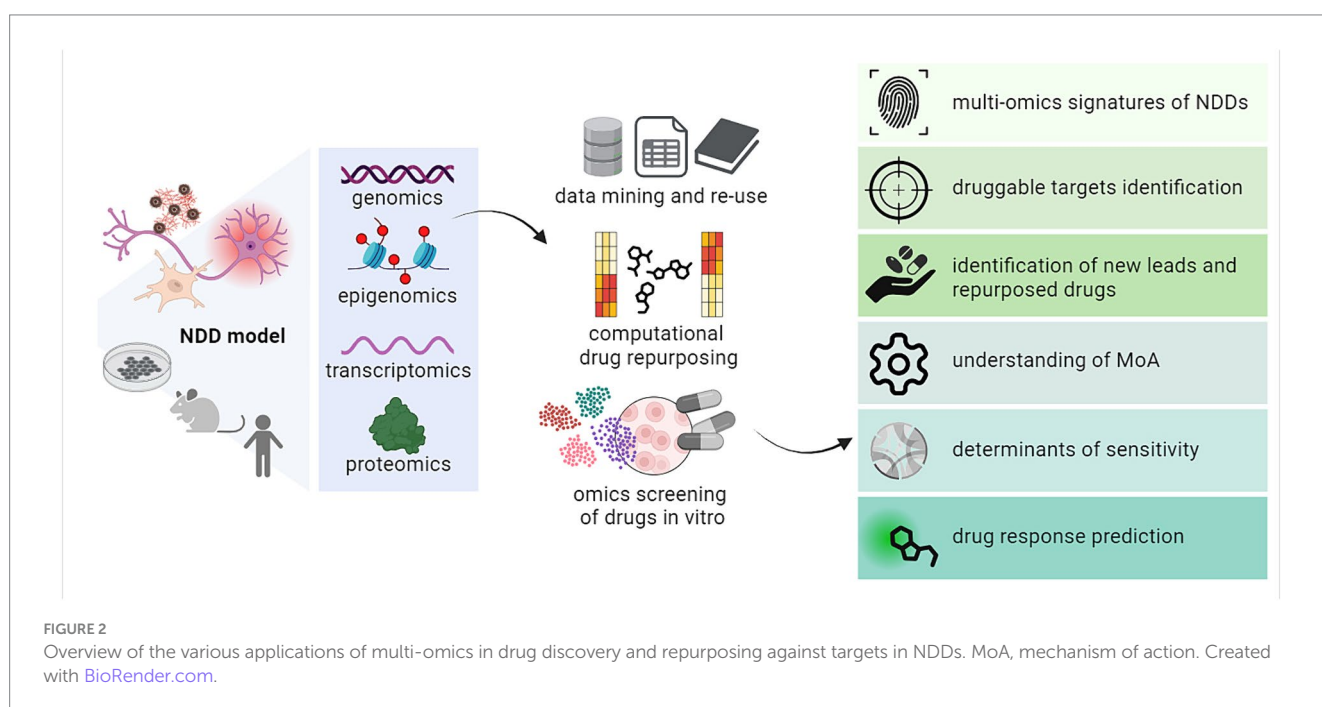 NDD model
genomics
epigenomics
transcriptomics
proteomics
data mining and re-use
computational
drug repurposing
omics screening
of drugs in vitro
multi-omics signatures of NDDs
druggable targets identification
identification of new leads and
repurposed drugs
understanding of MoA
determinants of sensitivity
drug response prediction
FIGURE 2
Overview of the various applications of multi-omics in drug discovery and repurposing against targets in NDDs. MoA, mechanism of action. Created
with BioRender.com.